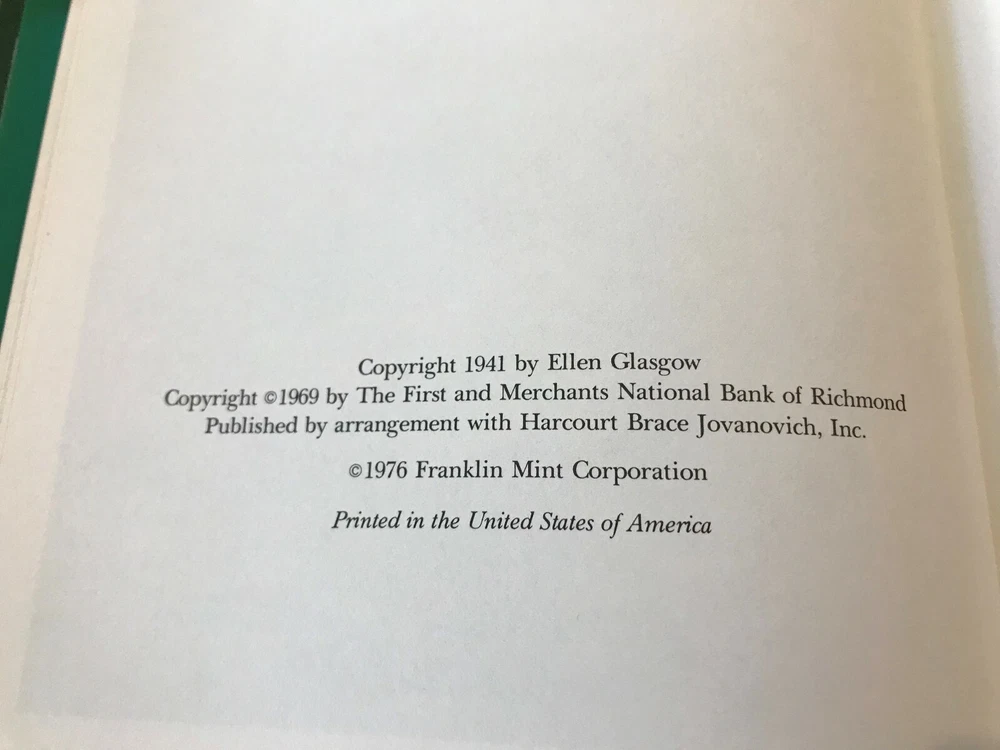 Copyright 1941 by Ellen Glasgow
Copyright ©1969 by The First and Merchants National Bank of Richmond
Published by arrangement with Harcourt Brace Jovanovich, Inc.
©1976 Franklin Mint Corporation
Printed in the United States of America